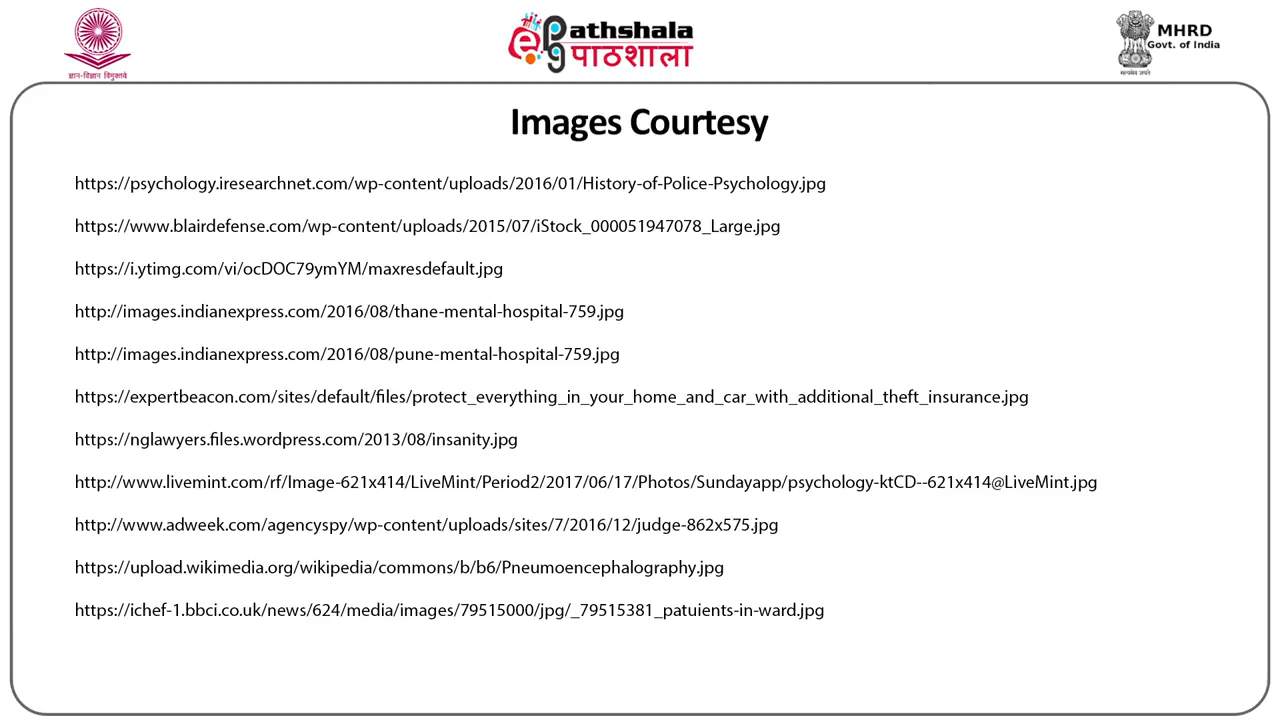 ज्ञान-विज्ञान विमुक्तये
e Pg Pathshala
पाठशाला
MHRD
Govt. of India
सत्यमेव जयते
Images Courtesy
https://psychology.iresearchnet.com/wp-content/uploads/2016/01/History-of-Police-Psychology.jpg
https://www.blairdefense.com/wp-content/uploads/2015/07/iStock_000051947078_Large.jpg
https://i.ytimg.com/vi/ocDOC79ymYM/maxresdefault.jpg
http://images.indianexpress.com/2016/08/thane-mental-hospital-759.jpg
http://images.indianexpress.com/2016/08/pune-mental-hospital-759.jpg
https://expertbeacon.com/sites/default/files/protect_everything_in_your_home_and_car_with_additional_theft_insurance.jpg
https://nglawyers.files.wordpress.com/2013/08/insanity.jpg
http://www.livemint.com/rf/Image-621x414/LiveMint/Period2/2017/06/17/Photos/Sundayapp/psychology-ktCD--621x414@LiveMint.jpg
http://www.adweek.com/agencyspy/wp-content/uploads/sites/7/2016/12/judge-862x575.jpg
https://upload.wikimedia.org/wikipedia/commons/b/b6/Pneumoencephalography.jpg
https://ichef-1.bbci.co.uk/news/624/media/images/79515000/jpg/_79515381_patuients-in-ward.jpg